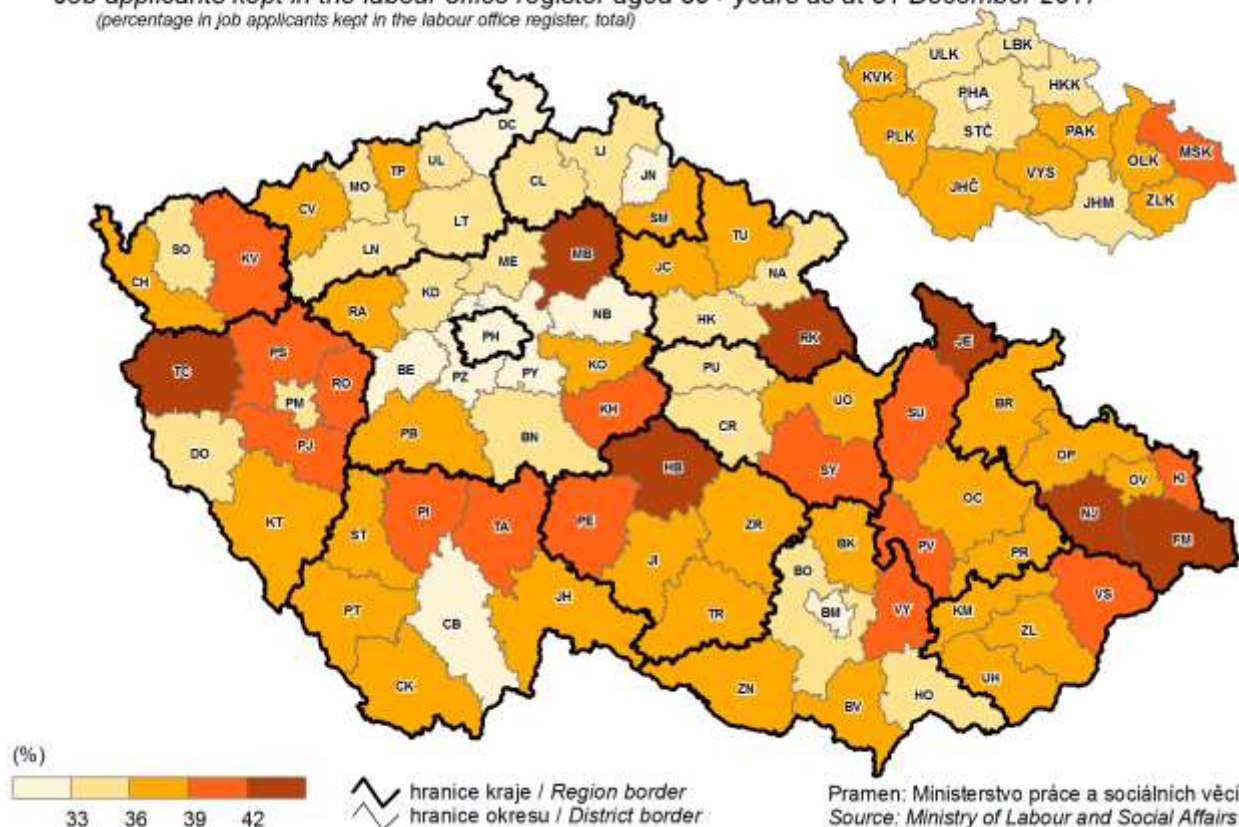 Job applicants kept in the labour office register aged 50+ years as at 31 December 2017
(percentage in job applicants kept in the labour office register, total)
ULK
LBK
KVK
HKK
PHA
STČ
PLK
PAK
MSK
OLK
VYS
JHČ
ZLK
JHM
DC
LI
UL
TP
MO
CL
JN
CV
LT
SM
SO
LN
TU
KV
ME
MB
JC
CH
NA
KD
RA
NB
HK
PH
RK
JE
PS
KO
TC
BE
RO
PZ
PY
PU
PM
KH
UO
SU
BR
PB
BN
CR
PJ
DO
OP
HB
SY
OV
KI
OC
PI
TA
PE
NJ
KT
ST
ZR
FM
BK
PV
PR
JI
BO
VS
PT
JH
TR
BM
VY
KM
CB
ZL
CK
ZN
UH
HO
BV
(%)
33 36 39 42
hranice kraje / Region border
hranice okresu / District border
Pramen: Ministerstvo práce a sociálních věcí
Source: Ministry of Labour and Social Affairs